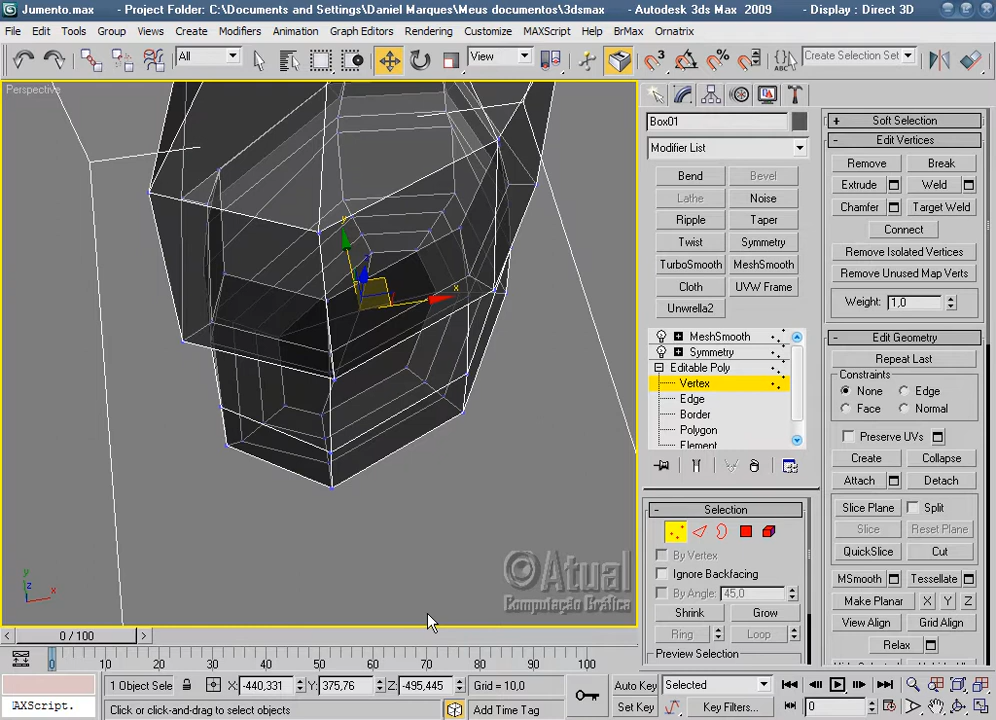 Jumento.max - Project Folder: C:\Documents and Settings\Daniel Marques\Meus documentos\3dsmax - Autodesk 3ds Max 2009 - Display : Direct 3D
File Edit Tools Group Views Create Modifiers Animation Graph Editors Rendering Customize MAXScript Help BrMax Ornatrix
All View Create Selection Set
Perspective
Box01
Modifier List
Bend Bevel
Lathe Noise
Ripple Taper
Twist Symmetry
TurboSmooth MeshSmooth
Cloth UVW Frame
Unwrella2
MeshSmooth
Symmetry
Editable Poly
Vertex
Edge
Border
Polygon
Element
Selection
By Vertex
Ignore Backfacing
By Angle: 45,0
Shrink Grow
Ring Loop
Preview Selection
Soft Selection
Edit Vertices
Remove Break
Extrude Weld
Chamfer Target Weld
Connect
Remove Isolated Vertices
Remove Unused Map Verts
Weight: 1,0
Edit Geometry
Repeat Last
Constraints
None Edge
Face Normal
Preserve UVs
Create Collapse
Attach Detach
Slice Plane Split
Slice Reset Plane
QuickSlice Cut
MSmooth Tessellate
Make Planar X Y Z
View Align Grid Align
Relax
y
x
y
z
x
©Atual
Computação Gráfica
0 / 100
0 10 20 30 40 50 60 70 80 90 100
1 Object Sele X: -440,331 Y: 375,76 Z: -495,445 Grid = 10,0 Auto Key Selected
AXScript. Click or click-and-drag to select objects Add Time Tag Set Key Key Filters... 0